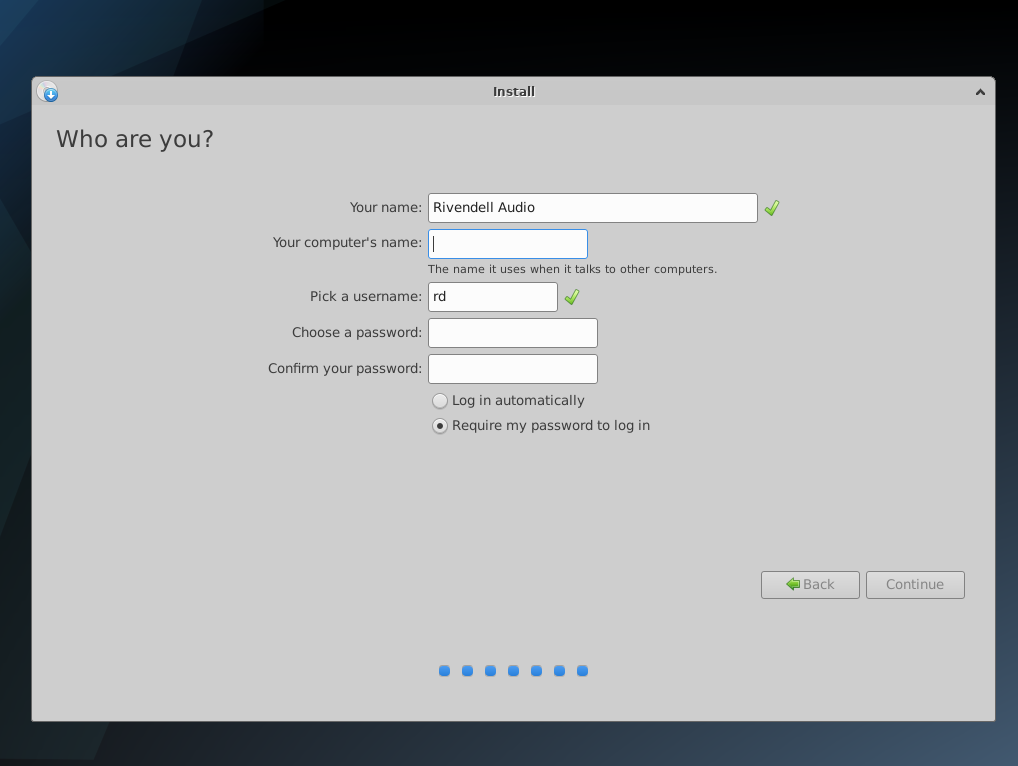 Install
Who are you?
Your name: Rivendell Audio
Your computer's name:
The name it uses when it talks to other computers.
Pick a username: rd
Choose a password:
Confirm your password:
Log in automatically
Require my password to log in
Back Continue